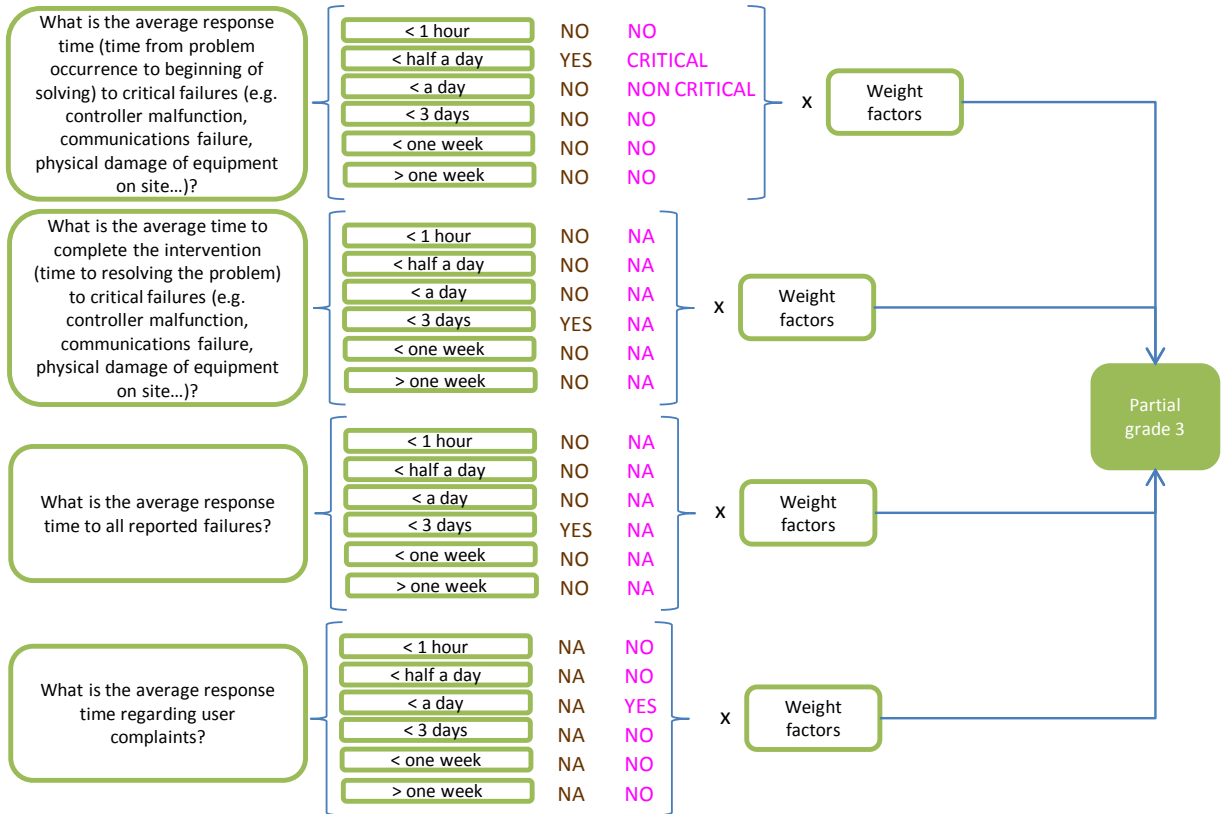 What is the average response
time (time from problem
occurrence to beginning of
solving) to critical failures (e.g.
controller malfunction,
communications failure,
physical damage of equipment
on site…)?
< 1 hour NO NO
< half a day YES CRITICAL
< a day NO NON CRITICAL
< 3 days NO NO
< one week NO NO
> one week NO NO
x
Weight
factors
What is the average time to
complete the intervention
(time to resolving the problem)
to critical failures (e.g.
controller malfunction,
communications failure,
physical damage of equipment
on site…)?
< 1 hour NO NA
< half a day NO NA
< a day NO NA
< 3 days YES NA
< one week NO NA
> one week NO NA
x
Weight
factors
Partial
grade 3
What is the average response
time to all reported failures?
< 1 hour NO NA
< half a day NO NA
< a day NO NA
< 3 days YES NA
< one week NO NA
> one week NO NA
x
Weight
factors
What is the average response
time regarding user
complaints?
< 1 hour NA NO
< half a day NA NO
< a day NA YES
< 3 days NA NO
< one week NA NO
> one week NA NO
x
Weight
factors